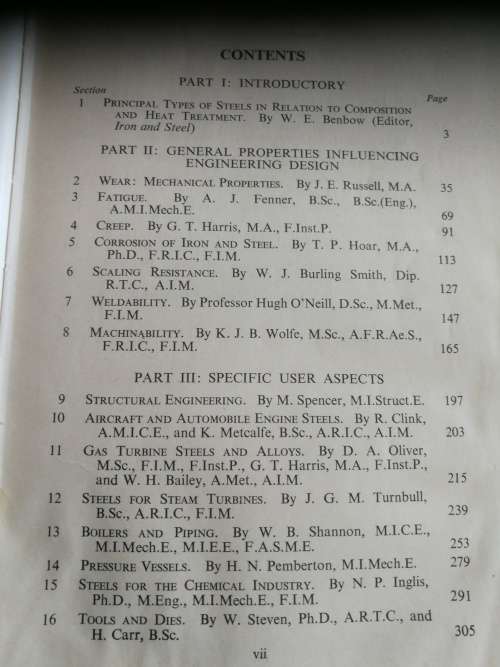 CONTENTS
PART I: INTRODUCTORY
Section Page
1 PRINCIPAL TYPES OF STEELS IN RELATION TO COMPOSITION
AND HEAT TREATMENT. By W. E. Benbow (Editor,
Iron and Steel) 3
PART II: GENERAL PROPERTIES INFLUENCING
ENGINEERING DESIGN
2 WEAR: MECHANICAL PROPERTIES. By J. E. Russell, M.A. 35
3 FATIGUE. By A. J. Fenner, B.Sc., B.Sc.(Eng.),
A.M.I.Mech.E. 69
4 CREEP. By G. T. Harris, M.A., F.Inst.P. 91
5 CORROSION OF IRON AND STEEL. By T. P. Hoar, M.A.,
Ph.D., F.R.I.C., F.I.M. 113
6 SCALING RESISTANCE. By W. J. Burling Smith, Dip.
R.T.C., A.I.M. 127
7 WELDABILITY. By Professor Hugh O'Neill, D.Sc., M.Met.,
F.I.M. 147
8 MACHINABILITY. By K. J. B. Wolfe, M.Sc., A.F.R.Ae.S.,
F.R.I.C., F.I.M. 165
PART III: SPECIFIC USER ASPECTS
9 STRUCTURAL ENGINEERING. By M. Spencer, M.I.Struct.E. 197
10 AIRCRAFT AND AUTOMOBILE ENGINE STEELS. By R. Clink,
A.M.I.C.E., and K. Metcalfe, B.Sc., A.R.I.C., A.I.M. 203
11 GAS TURBINE STEELS AND ALLOYS. By D. A. Oliver,
M.Sc., F.I.M., F.Inst.P., G. T. Harris, M.A., F.Inst.P.,
and W. H. Bailey, A.Met., A.I.M. 215
12 STEELS FOR STEAM TURBINES. By J. G. M. Turnbull,
B.Sc., A.R.I.C., F.I.M. 239
13 BOILERS AND PIPING. By W. B. Shannon, M.I.C.E.,
M.I.Mech.E., M.I.E.E., F.A.S.M.E. 253
14 PRESSURE VESSELS. By H. N. Pemberton, M.I.Mech.E. 279
15 STEELS FOR THE CHEMICAL INDUSTRY. By N. P. Inglis,
Ph.D., M.Eng., M.I.Mech.E., F.I.M. 291
16 TOOLS AND DIES. By W. Steven, Ph.D., A.R.T.C., and
H. Carr, B.Sc. 305
vii